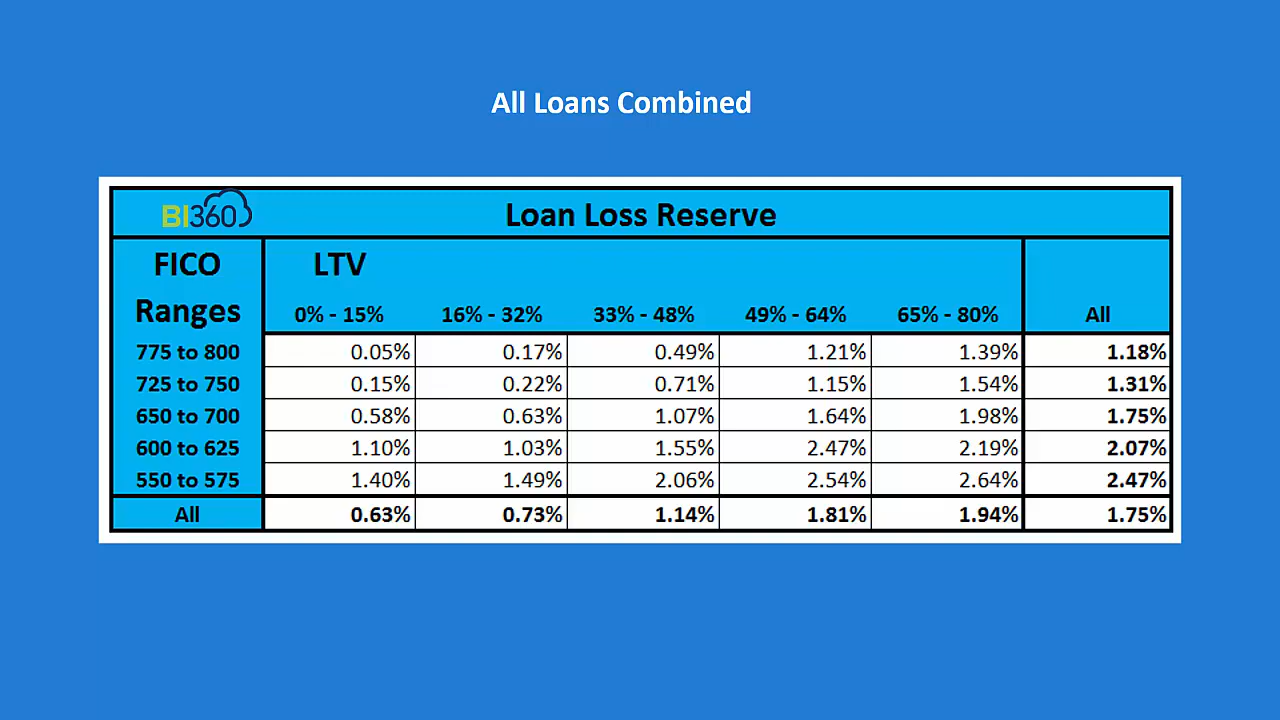 All Loans Combined
BI360 Loan Loss Reserve
FICO LTV
Ranges 0% - 15% 16% - 32% 33% - 48% 49% - 64% 65% - 80% All
775 to 800 0.05% 0.17% 0.49% 1.21% 1.39% 1.18%
725 to 750 0.15% 0.22% 0.71% 1.15% 1.54% 1.31%
650 to 700 0.58% 0.63% 1.07% 1.64% 1.98% 1.75%
600 to 625 1.10% 1.03% 1.55% 2.47% 2.19% 2.07%
550 to 575 1.40% 1.49% 2.06% 2.54% 2.64% 2.47%
All 0.63% 0.73% 1.14% 1.81% 1.94% 1.75%